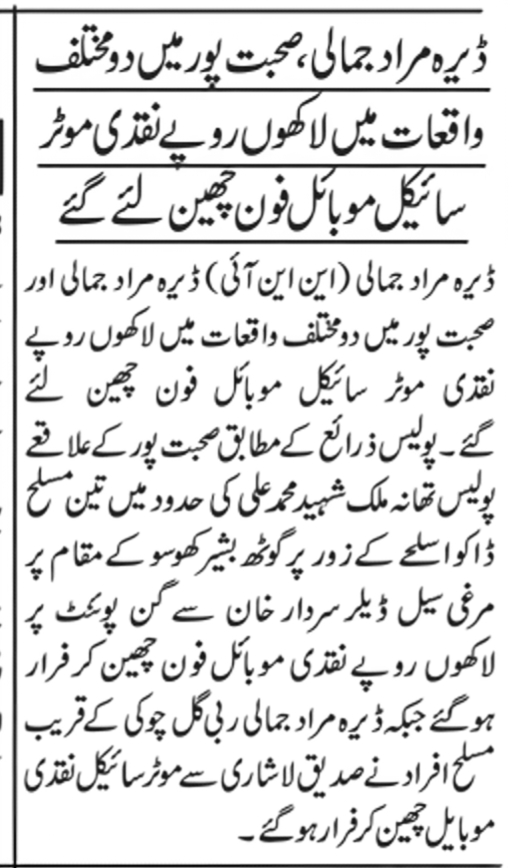 ڈیرہ مراد جمالی، صحبت پور میں دو مختلف
واقعات میں لاکھوں روپے نقدی موٹر
سائیکل موبائل فون چھین لئے گئے
ڈیرہ مراد جمالی (این این آئی) ڈیرہ مراد جمالی اور
صحبت پور میں دو مختلف واقعات میں لاکھوں روپے
نقدی موٹر سائیکل موبائل فون چھین لئے
گئے۔ پولیس ذرائع کے مطابق صحبت پور کے علاقے
پولیس تھانہ ملک شہید محمد علی کی حدود میں تین مسلح
ڈاکو اسلحے کے زور پر گوٹھ بشیر کھوسو کے مقام پر
مرغی سیل ڈیلر سردار خان سے گن پوئنٹ پر
لاکھوں روپے نقدی موبائل فون چھین کر فرار
ہوگئے جبکہ ڈیرہ مراد جمالی ربی گل چوکی کے قریب
مسلح افراد نے صدیق لاشاری سے موٹر سائیکل نقدی
موبایل چھین کر فرار ہو گئے۔